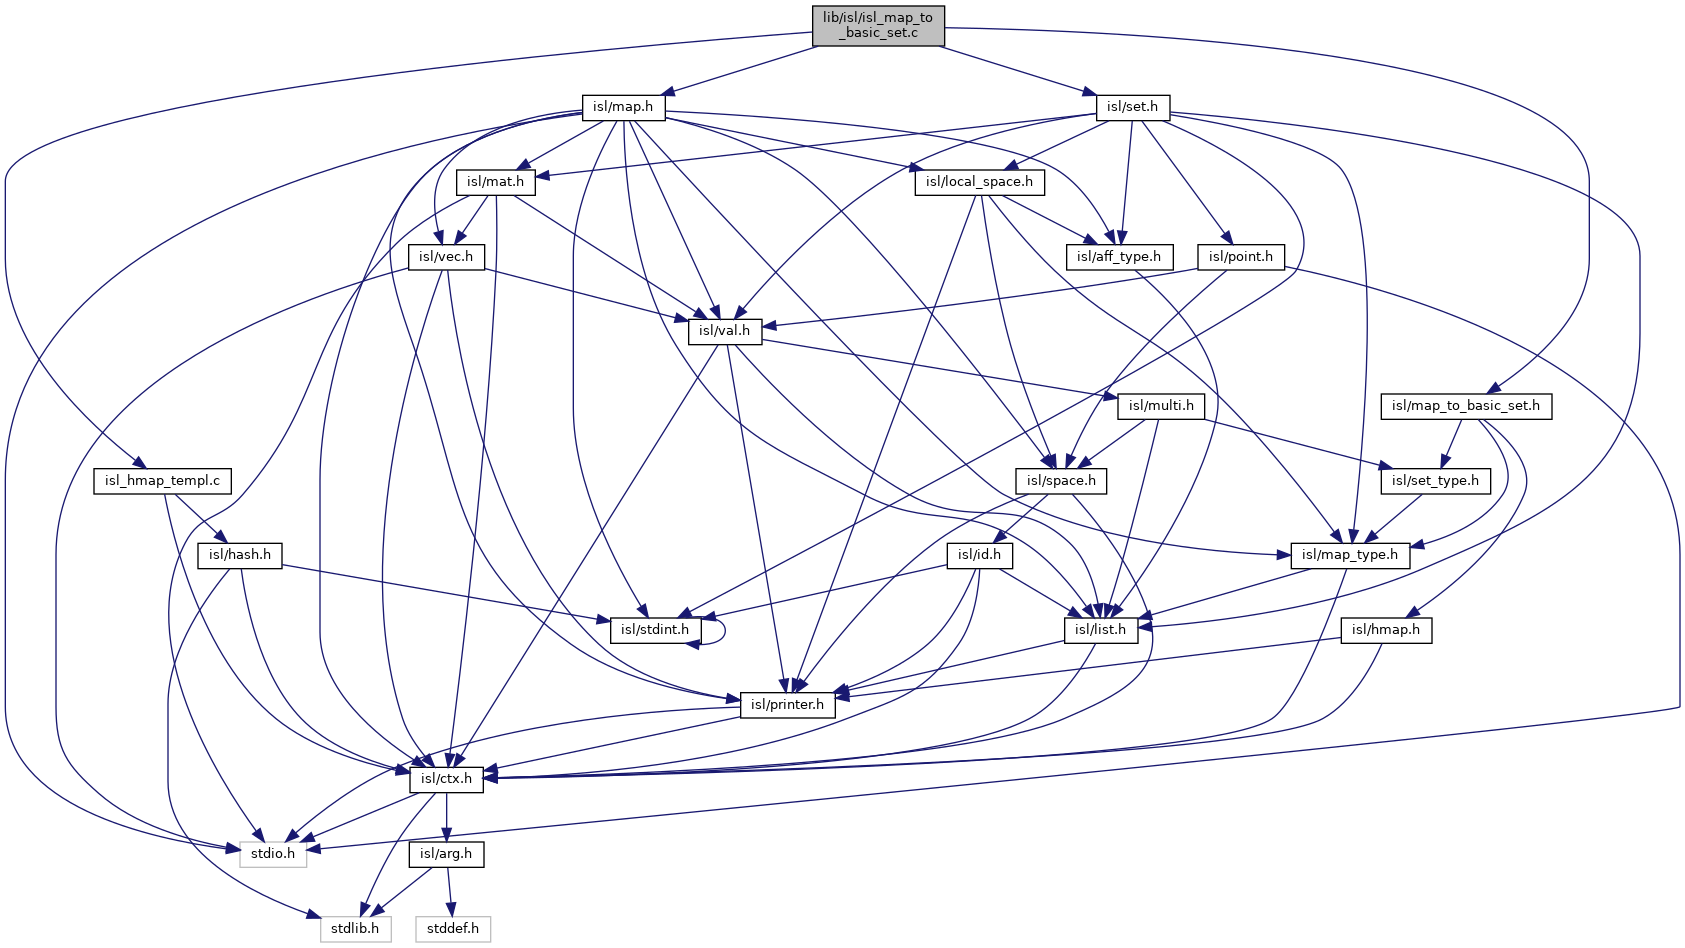 lib/isl/isl_map_to
_basic_set.c
isl/map.h
isl/set.h
isl/mat.h
isl/local_space.h
isl/vec.h
isl/aff_type.h
isl/point.h
isl/val.h
isl/multi.h
isl/map_to_basic_set.h
isl_hmap_templ.c
isl/space.h
isl/set_type.h
isl/hash.h
isl/id.h
isl/map_type.h
isl/stdint.h
isl/list.h
isl/hmap.h
isl/printer.h
isl/ctx.h
stdio.h
isl/arg.h
stdlib.h
stddef.h